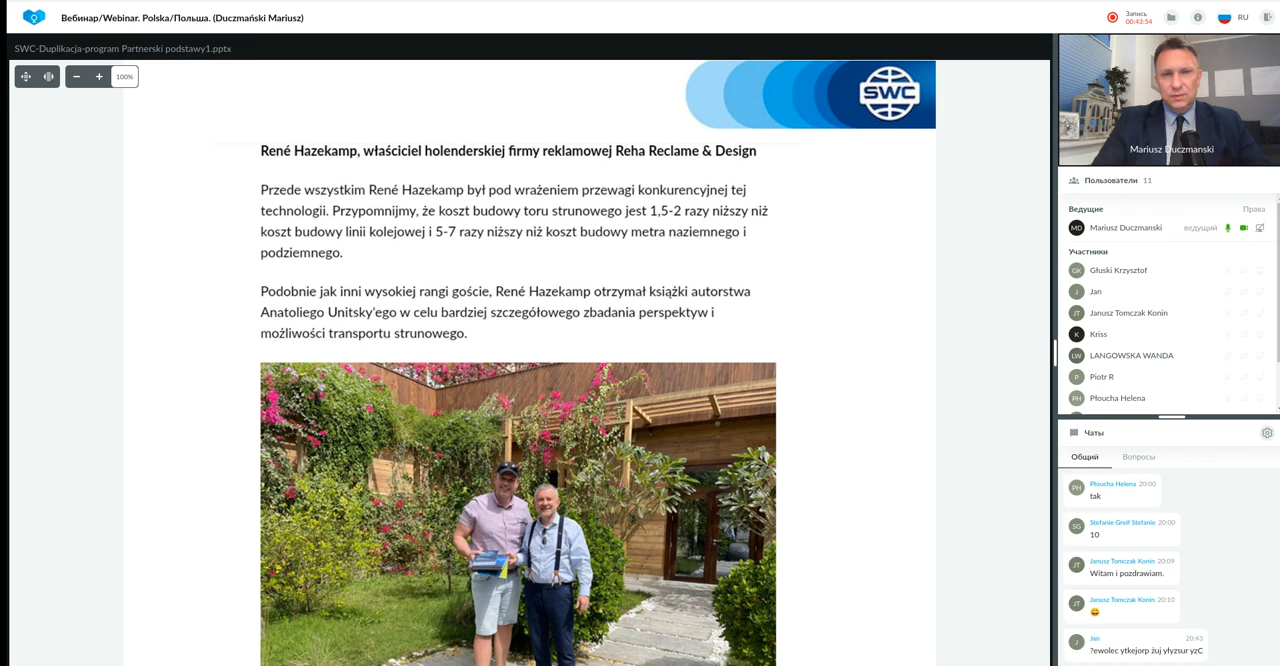 Вебинар/Webinar. Polska/Польша. (Duczmański Mariusz)
Запись
00:43:54
RU
SWC-Duplikacja-program Partnerski podstawy1.pptx
100%
SWC
René Hazekamp, właściciel holenderskiej firmy reklamowej Reha Reclame & Design
Przede wszystkim René Hazekamp był pod wrażeniem przewagi konkurencyjnej tej
technologii. Przypomnijmy, że koszt budowy toru strunowego jest 1,5-2 razy niższy niż
koszt budowy linii kolejowej i 5-7 razy niższy niż koszt budowy metra naziemnego i
podziemnego.
Podobnie jak inni wysokiej rangi goście, René Hazekamp otrzymał książki autorstwa
Anatoliego Unitsky'ego w celu bardziej szczegółowego zbadania perspektyw i
możliwości transportu strunowego.
Mariusz Duczmanski
Пользователи 11
Ведущие Права
MD Mariusz Duczmanski ведущий
Участники
GK Głuski Krzysztof
J Jan
JT Janusz Tomczak Konin
K Kriss
LW LANGOWSKA WANDA
P Piotr R
PH Płoucha Helena
Чаты
Общий Вопросы
PH Płoucha Helena 20:00
tak
SG Stefanie Greif Stefanie 20:00
10
JT Janusz Tomczak Konin 20:09
Witam i pozdrawiam.
JT Janusz Tomczak Konin 20:10
😄
J Jan 20:43
?ewolec ytkejorp żuj yłyzsur yzC